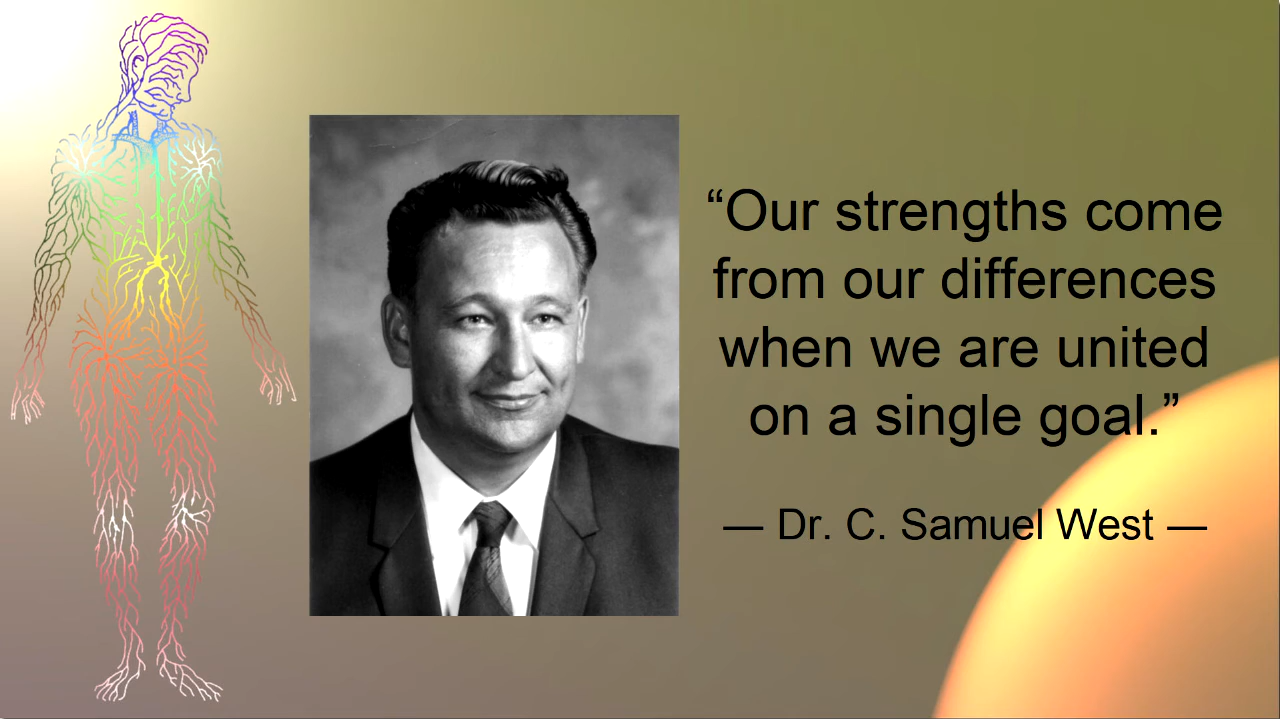 “Our strengths come
from our differences
when we are united
on a single goal.”
— Dr. C. Samuel West —